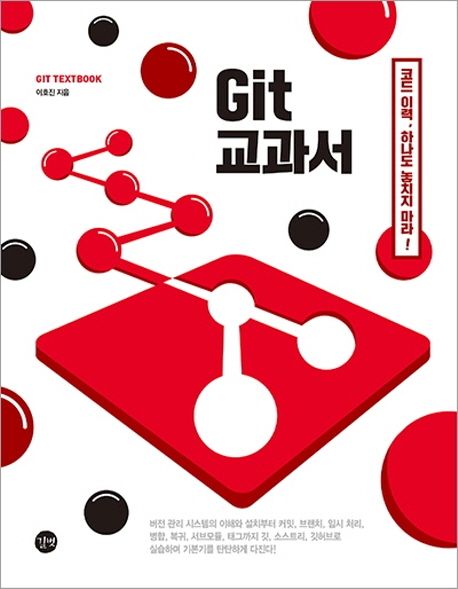 GIT TEXTBOOK
이호진 지음
Git
교과서
코드 이력, 하나도 놓치지 마라!
버전 관리 시스템의 이해와 설치부터 커밋, 브랜치, 임시 처리,
병합, 복귀, 서브모듈, 태그까지 깃, 소스트리, 깃허브로
실습하며 기본기를 탄탄하게 다진다!
길벗